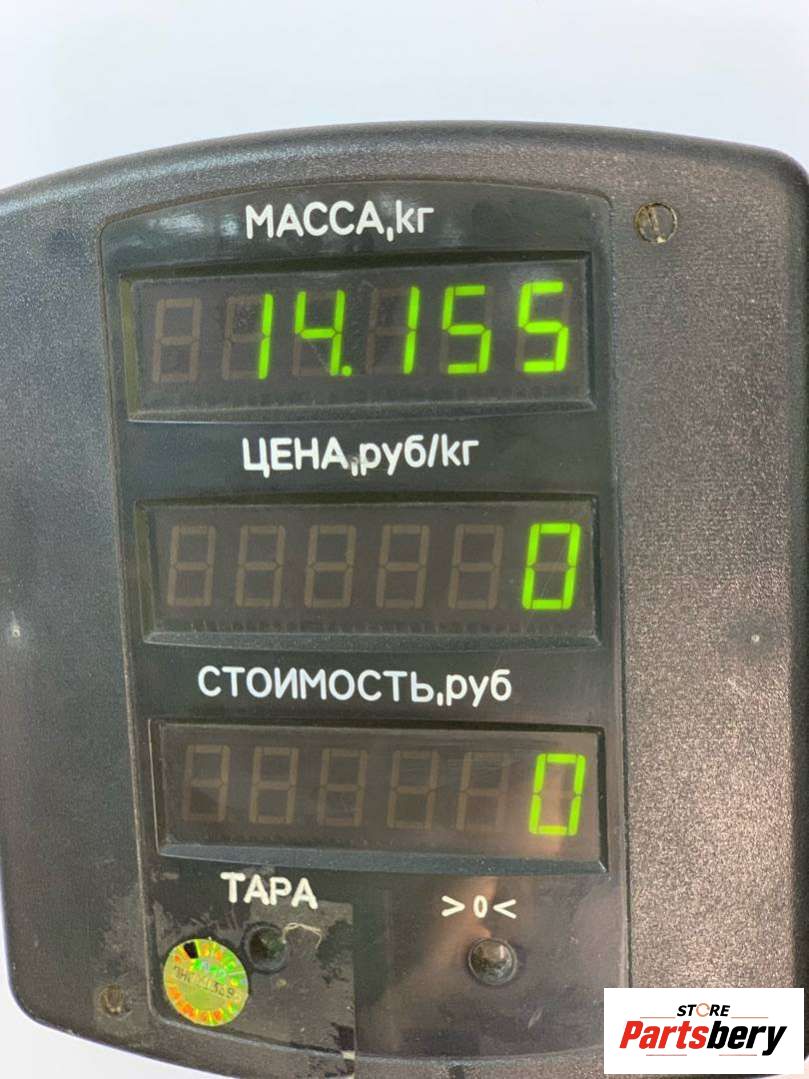 МАССА,кг
14.155
ЦЕНА,руб/кг
0
СТОИМОСТЬ,руб
0
ТАРА
>0<
STORE
Partsbery